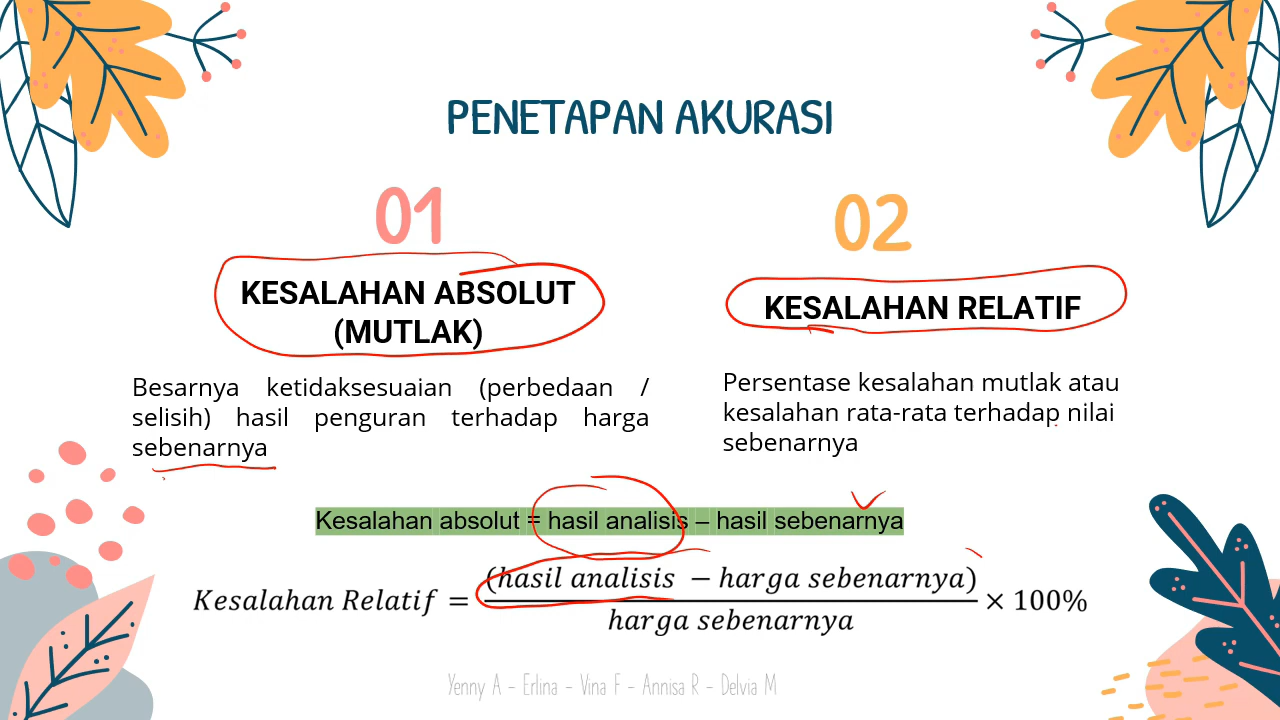 PENETAPAN AKURASI
01
KESALAHAN ABSOLUT
(MUTLAK)
Besarnya ketidaksesuaian (perbedaan /
selisih) hasil penguran terhadap harga
sebenarnya
02
KESALAHAN RELATIF
Persentase kesalahan mutlak atau
kesalahan rata-rata terhadap nilai
sebenarnya
Kesalahan absolut = hasil analisis – hasil sebenarnya
Kesalahan Relatif = (hasil analisis − harga sebenarnya) / harga sebenarnya × 100%
Yenny A - Erlina - Vina F - Annisa R - Delvia M